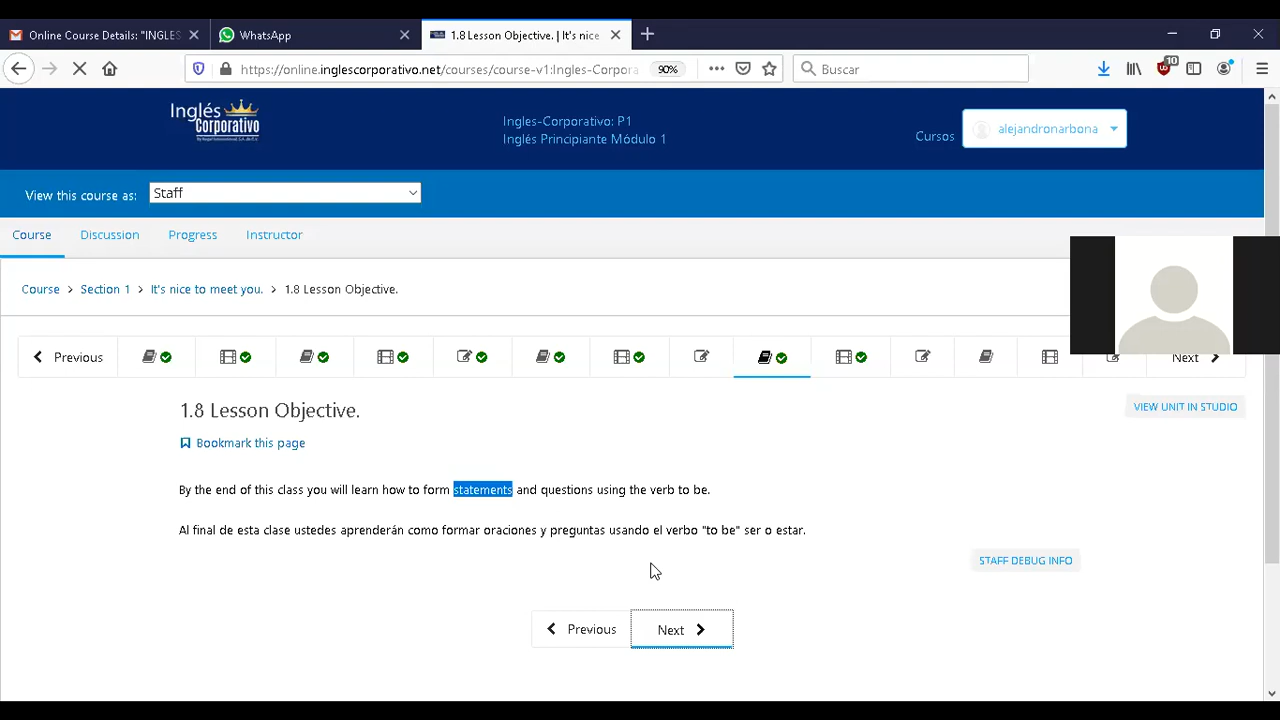 Online Course Details: "INGLES
WhatsApp
1.8 Lesson Objective. | It's nice
https://online.inglescorporativo.net/courses/course-v1:Ingles-Corpora
90%
Buscar
10
Inglés
Corporativo
Ingles-Corporativo: P1
Inglés Principiante Módulo 1
Cursos
alejandronarbona
View this course as:
Staff
Course
Discussion
Progress
Instructor
Course > Section 1 > It's nice to meet you. > 1.8 Lesson Objective.
Previous
Next
1.8 Lesson Objective.
VIEW UNIT IN STUDIO
Bookmark this page
By the end of this class you will learn how to form statements and questions using the verb to be.
Al final de esta clase ustedes aprenderán como formar oraciones y preguntas usando el verbo "to be" ser o estar.
STAFF DEBUG INFO
Previous
Next